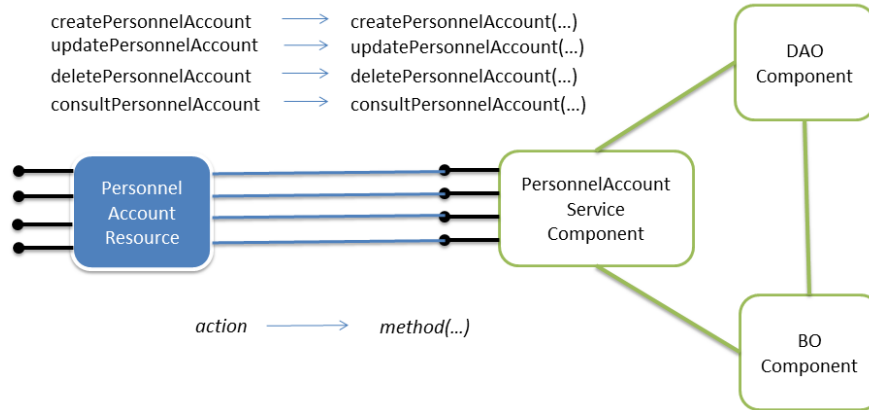 createPersonnelAccount createPersonnelAccount(...)
updatePersonnelAccount updatePersonnelAccount(...)
deletePersonnelAccount deletePersonnelAccount(...)
consultPersonnelAccount consultPersonnelAccount(...)
DAO
Component
Personnel
Account
Resource
PersonnelAccount
Service
Component
action method(...)
BO
Component